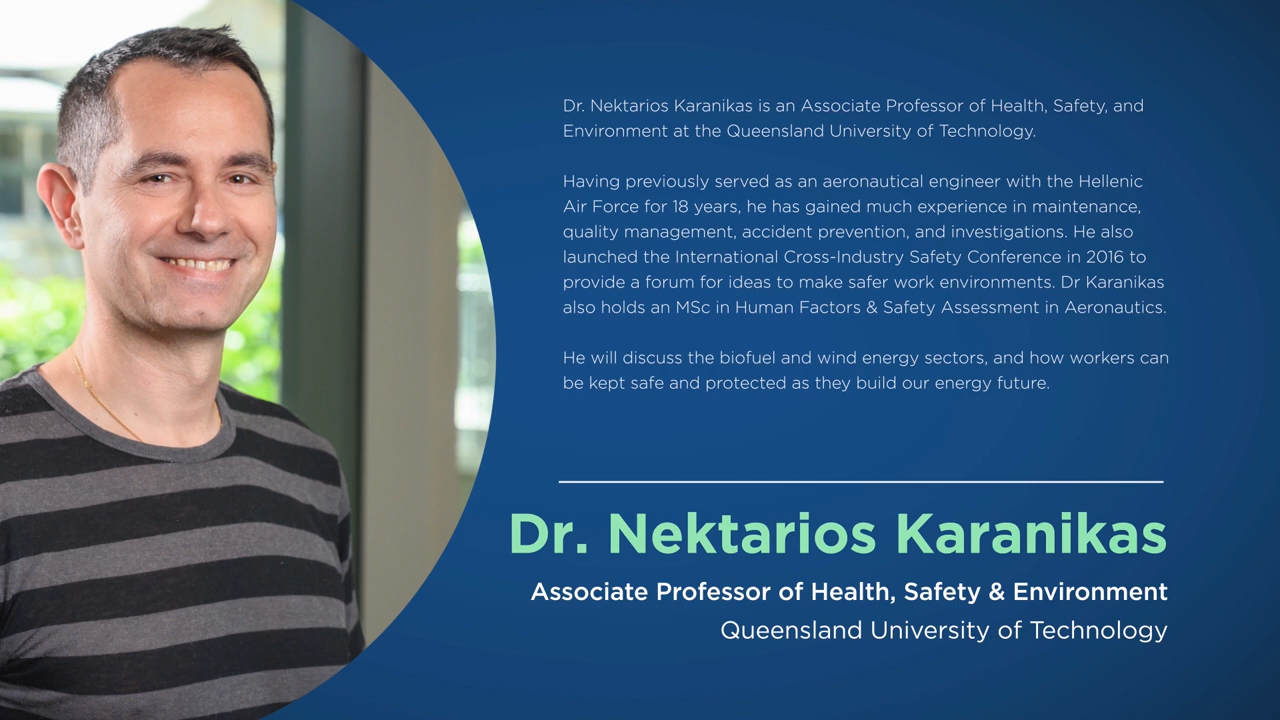 Dr. Nektarios Karanikas is an Associate Professor of Health, Safety, and
Environment at the Queensland University of Technology.
Having previously served as an aeronautical engineer with the Hellenic
Air Force for 18 years, he has gained much experience in maintenance,
quality management, accident prevention, and investigations. He also
launched the International Cross-Industry Safety Conference in 2016 to
provide a forum for ideas to make safer work environments. Dr Karanikas
also holds an MSc in Human Factors & Safety Assessment in Aeronautics.
He will discuss the biofuel and wind energy sectors, and how workers can
be kept safe and protected as they build our energy future.
Dr. Nektarios Karanikas
Associate Professor of Health, Safety & Environment
Queensland University of Technology